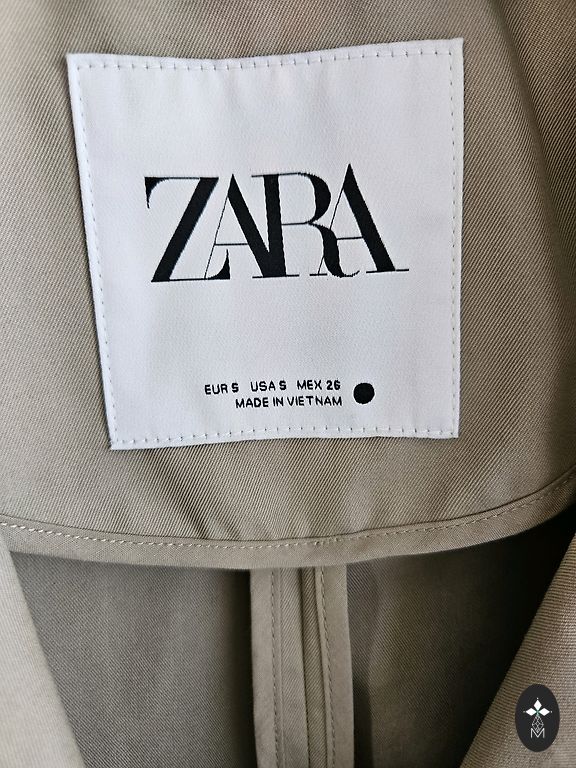 ZARA
EUR S USA S MEX 26
MADE IN VIETNAM
M